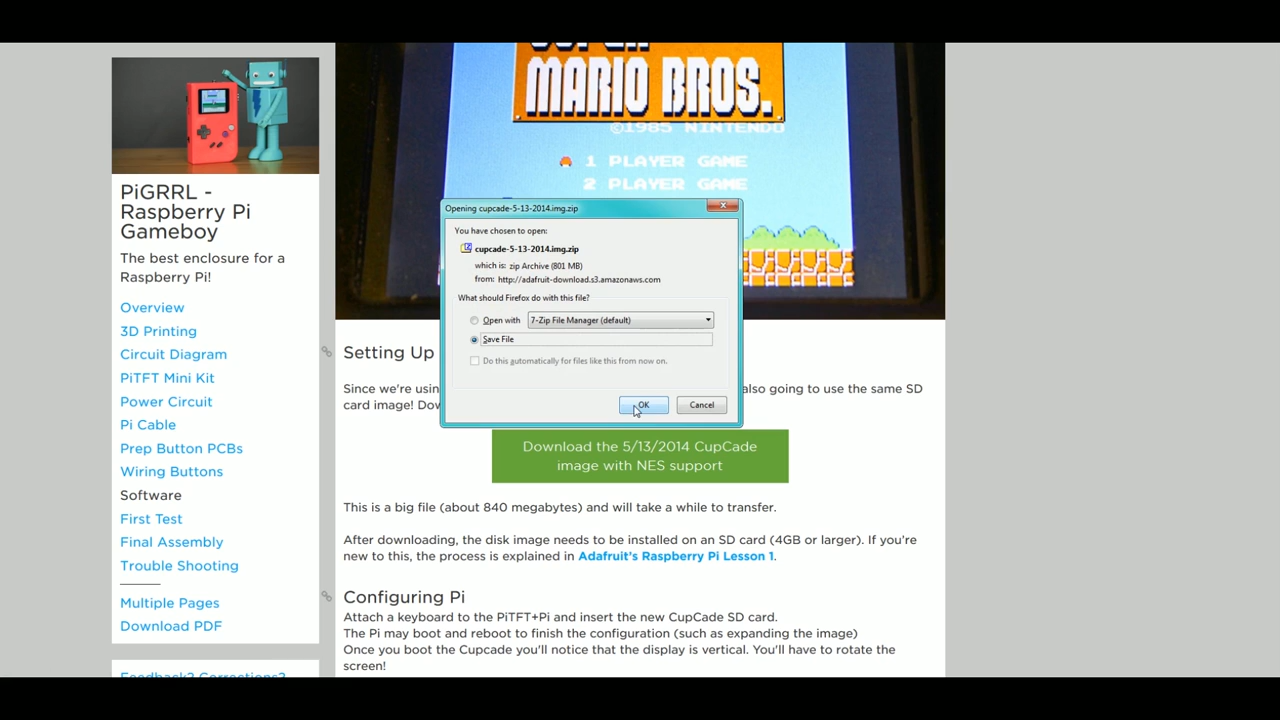 PiGRRL -
Raspberry Pi
Gameboy
The best enclosure for a
Raspberry Pi!
Overview
3D Printing
Circuit Diagram
PiTFT Mini Kit
Power Circuit
Pi Cable
Prep Button PCBs
Wiring Buttons
Software
First Test
Final Assembly
Trouble Shooting
Multiple Pages
Download PDF
Feedback? Corrections?
SUPER
MARIO BROS.
©1985 NINTENDO
1 PLAYER GAME
2 PLAYER GAME
Opening cupcade-5-13-2014.img.zip
You have chosen to open:
cupcade-5-13-2014.img.zip
which is: zip Archive (801 MB)
from: http://adafruit-download.s3.amazonaws.com
What should Firefox do with this file?
Open with 7-Zip File Manager (default)
Save File
Do this automatically for files like this from now on.
OK Cancel
Setting Up
Since we're usin also going to use the same SD
card image! Dow
Download the 5/13/2014 CupCade
image with NES support
This is a big file (about 840 megabytes) and will take a while to transfer.
After downloading, the disk image needs to be installed on an SD card (4GB or larger). If you're
new to this, the process is explained in Adafruit's Raspberry Pi Lesson 1.
Configuring Pi
Attach a keyboard to the PiTFT+Pi and insert the new CupCade SD card.
The Pi may boot and reboot to finish the configuration (such as expanding the image)
Once you boot the Cupcade you'll notice that the display is vertical. You'll have to rotate the
screen!